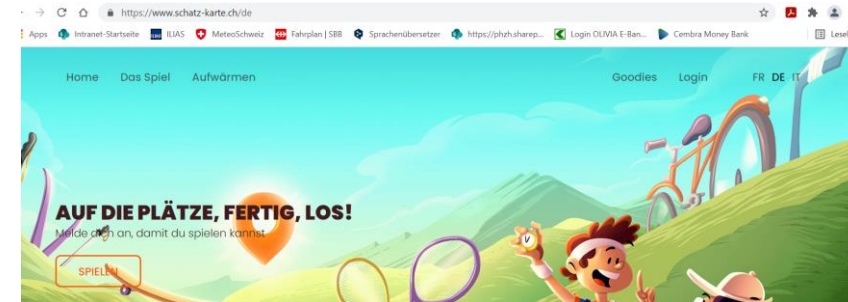 https://www.schatz-karte.ch/de
Apps Intranet-Startseite ILIAS MeteoSchweiz Fahrplan | SBB Sprachenübersetzer https://phzh.sharep... Login OLIVIA E-Ban... Cembra Money Bank
Home Das Spiel Aufwärmen Goodies Login FR DE IT
AUF DIE PLÄTZE, FERTIG, LOS!
Melde dich an, damit du spielen kannst
SPIELEN